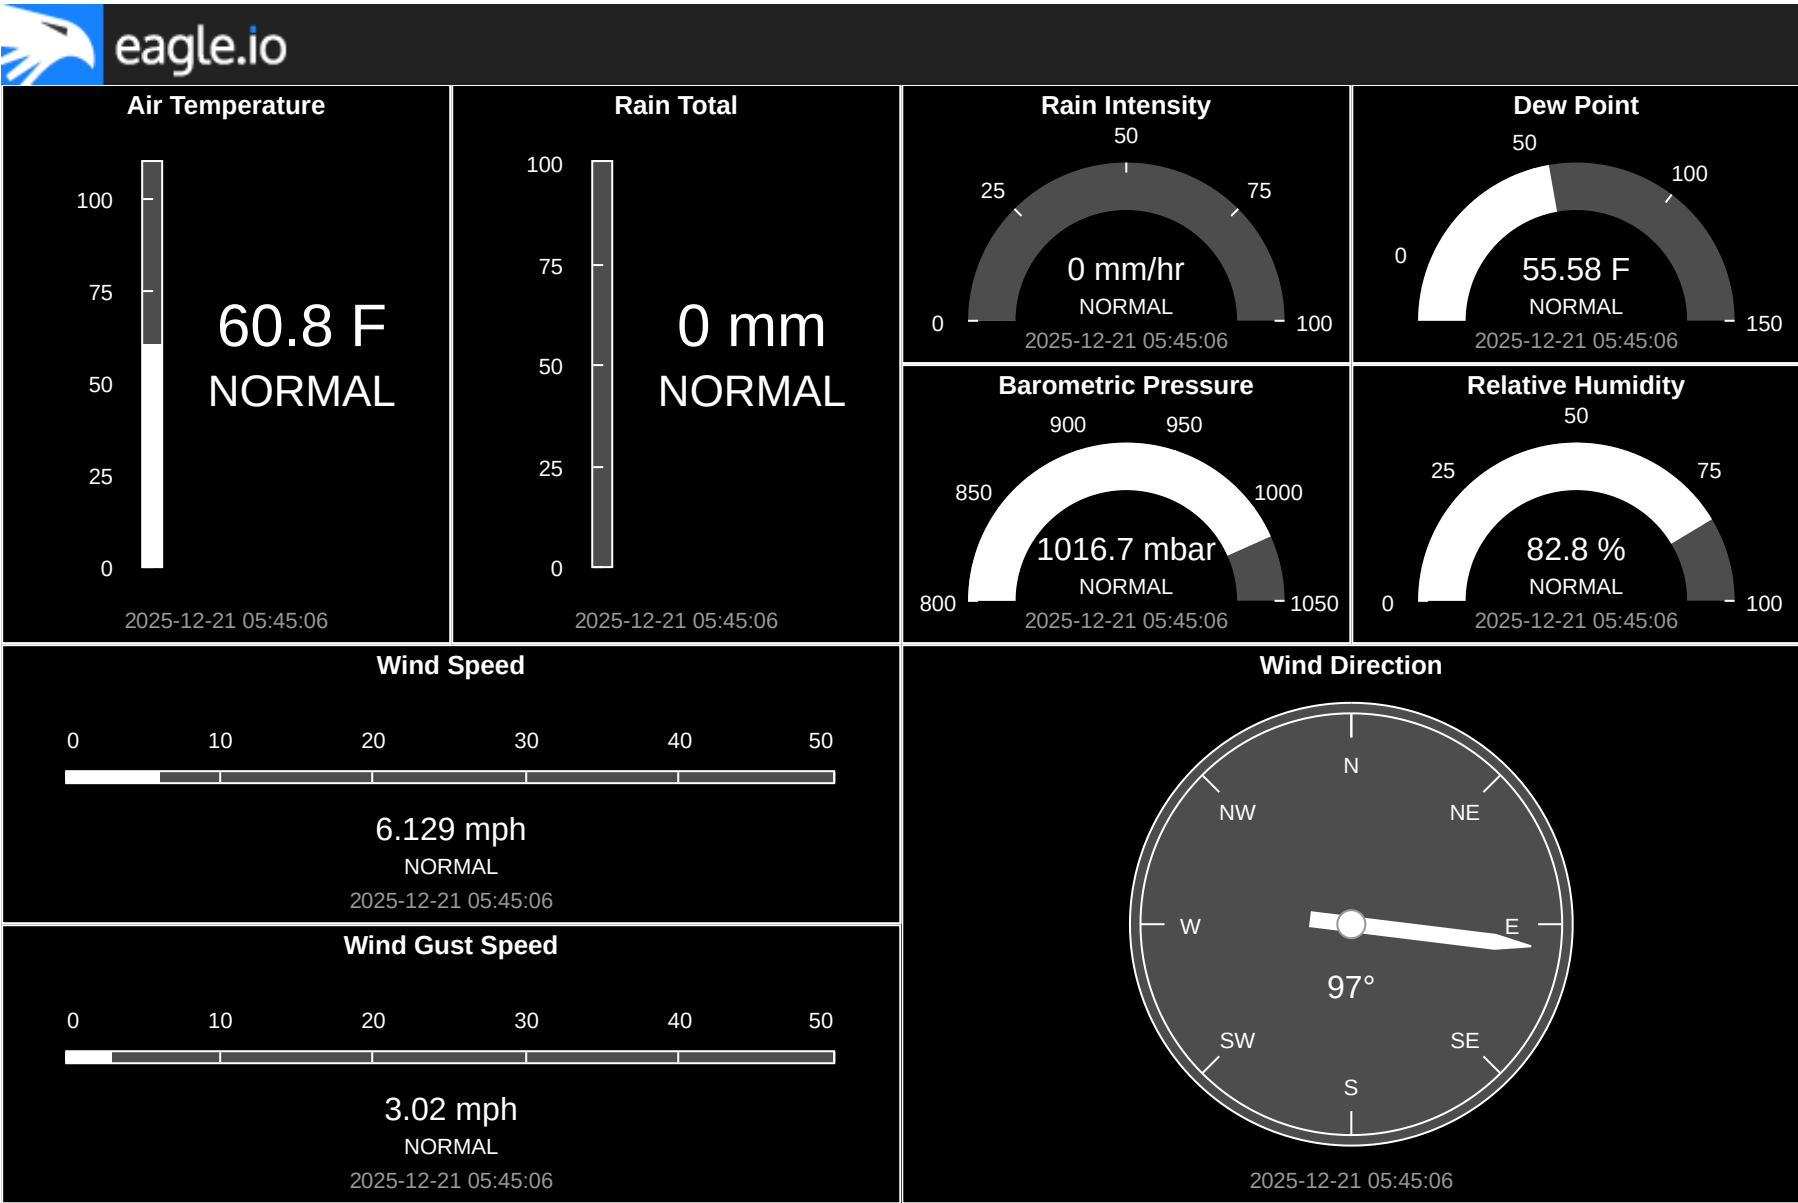 eagle.io
Air Temperature
100
75
50
25
0
60.8 F
NORMAL
2025-12-21 05:45:06
Rain Total
100
75
50
25
0
0 mm
NORMAL
2025-12-21 05:45:06
Rain Intensity
0
25
50
75
100
0 mm/hr
NORMAL
2025-12-21 05:45:06
Dew Point
0
50
100
150
55.58 F
NORMAL
2025-12-21 05:45:06
Barometric Pressure
800
850
900
950
1000
1050
1016.7 mbar
NORMAL
2025-12-21 05:45:06
Relative Humidity
0
25
50
75
100
82.8 %
NORMAL
2025-12-21 05:45:06
Wind Speed
0 10 20 30 40 50
6.129 mph
NORMAL
2025-12-21 05:45:06
Wind Gust Speed
0 10 20 30 40 50
3.02 mph
NORMAL
2025-12-21 05:45:06
Wind Direction
N
NW NE
W E
97°
SW SE
S
2025-12-21 05:45:06